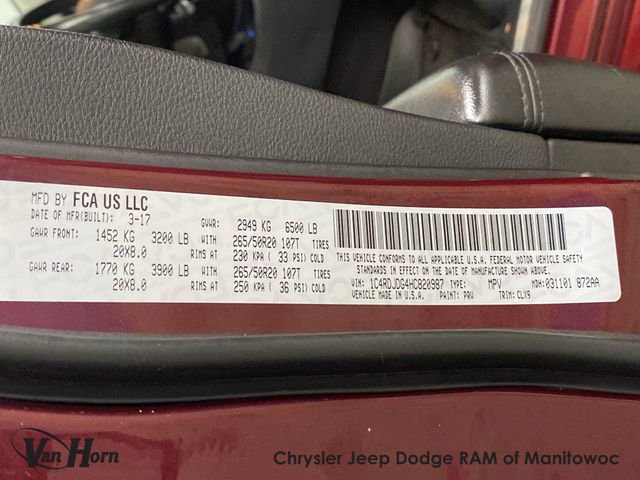 MFD BY FCA US LLC
DATE OF MFR(BUILT): 3-17 GVWR: 2949 KG 6500 LB
GAWR FRONT: 1452 KG 3200 LB WITH 265/50R20 107T TIRES
20X8.0 RIMS AT 230 KPA ( 33 PSI) COLD
GAWR REAR: 1770 KG 3900 LB WITH 265/50R20 107T TIRES
20X8.0 RIMS AT 250 KPA ( 36 PSI) COLD
THIS VEHICLE CONFORMS TO ALL APPLICABLE U.S.A. FEDERAL MOTOR VEHICLE SAFETY
STANDARDS IN EFFECT ON THE DATE OF MANUFACTURE SHOWN ABOVE.
VIN: 1C4RDJDG4HC820987 TYPE: MPV MDH: 031101 872AA
VEHICLE MADE IN U.S.A. PAINT: PRV TRIM: CLX9
Van Horn
Chrysler Jeep Dodge RAM of Manitowoc